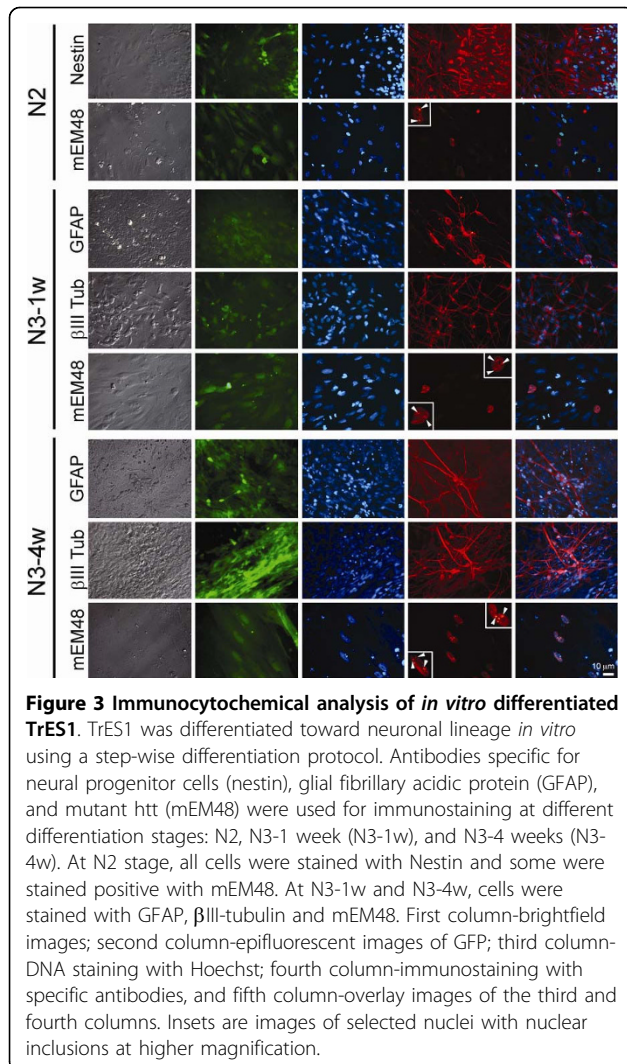 N2
Nestin
mEM48
N3-1w
GFAP
βIII Tub
mEM48
N3-4w
GFAP
βIII Tub
mEM48
10 μm
Figure 3 Immunocytochemical analysis of in vitro differentiated
TrES1. TrES1 was differentiated toward neuronal lineage in vitro
using a step-wise differentiation protocol. Antibodies specific for
neural progenitor cells (nestin), glial fibrillary acidic protein (GFAP),
and mutant htt (mEM48) were used for immunostaining at different
differentiation stages: N2, N3-1 week (N3-1w), and N3-4 weeks (N3-
4w). At N2 stage, all cells were stained with Nestin and some were
stained positive with mEM48. At N3-1w and N3-4w, cells were
stained with GFAP, βIII-tubulin and mEM48. First column-brightfield
images; second column-epifluorescent images of GFP; third column-
DNA staining with Hoechst; fourth column-immunostaining with
specific antibodies, and fifth column-overlay images of the third and
fourth columns. Insets are images of selected nuclei with nuclear
inclusions at higher magnification.